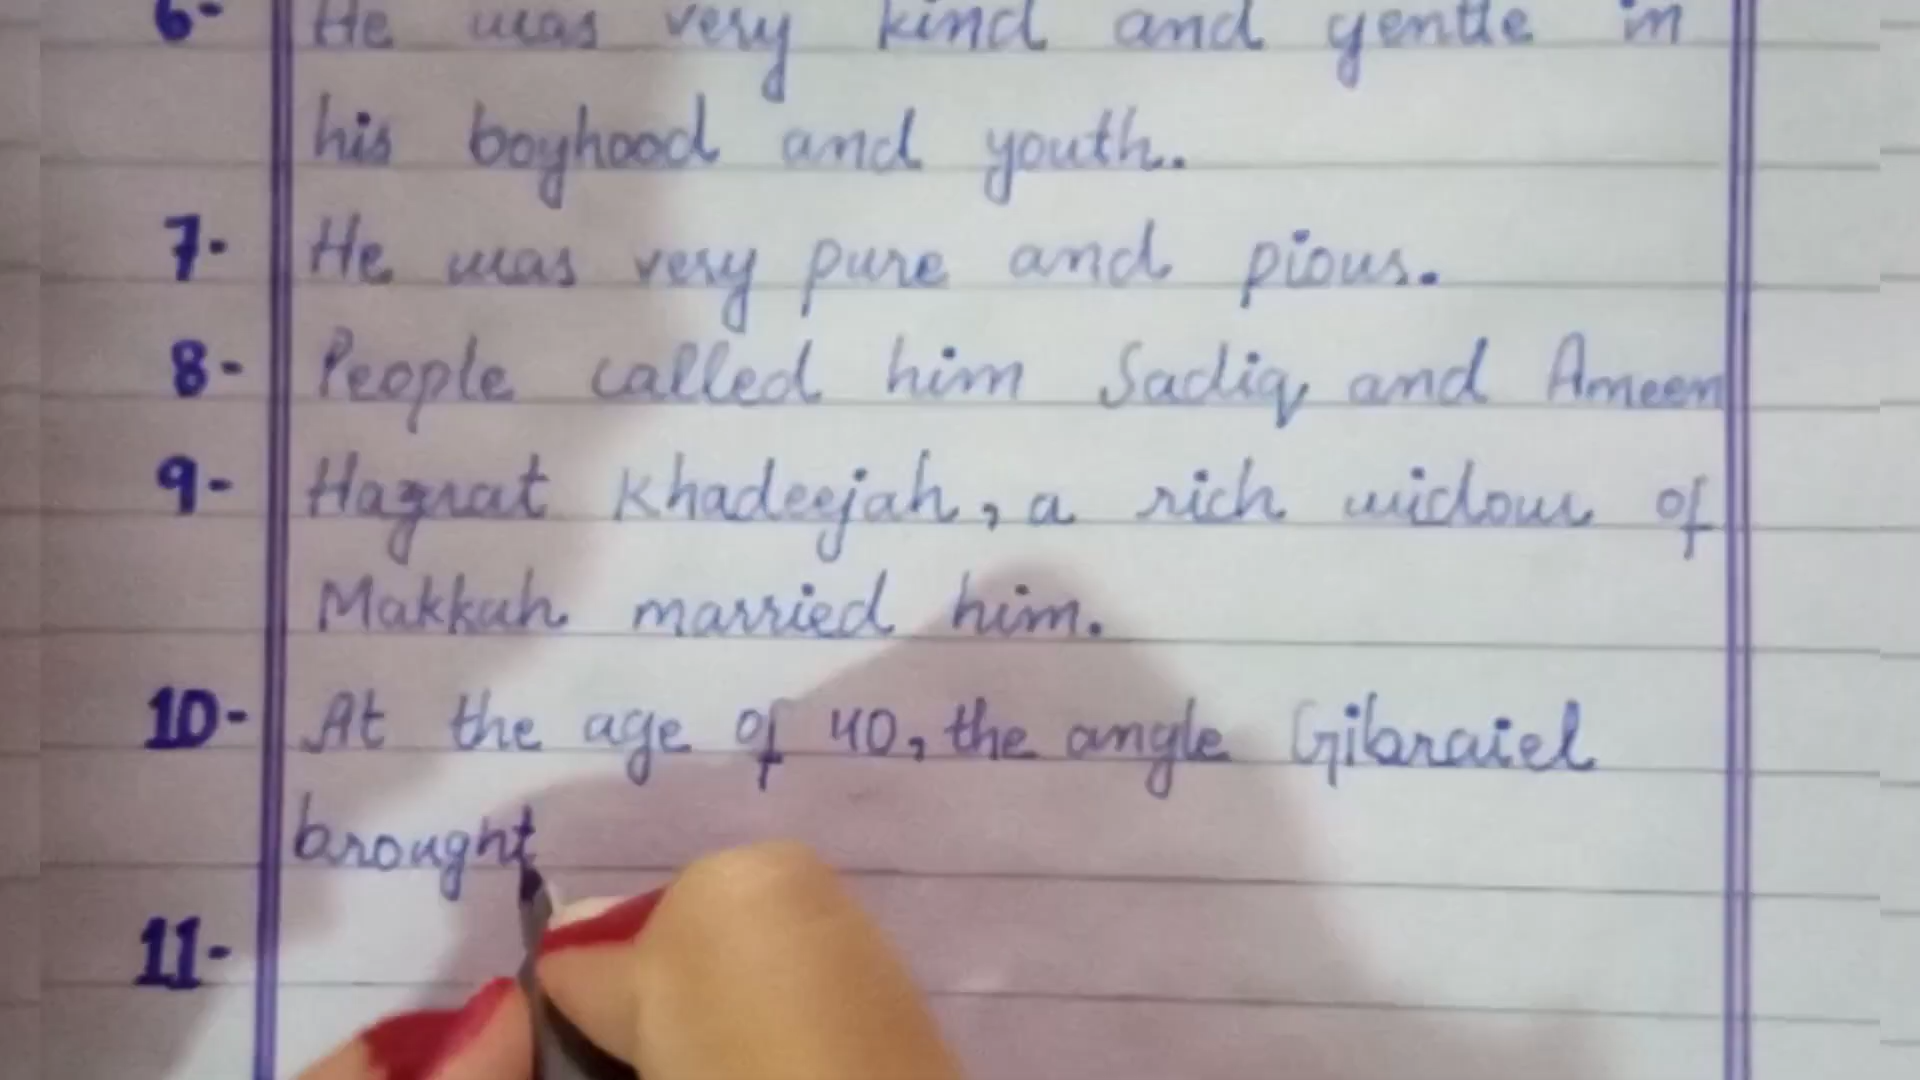 6- He was very kind and gentle in
his boyhood and youth.
7- He was very pure and pious.
8- People called him Sadiq and Ameen
9- Hazrat Khadeejah, a rich widow of
Makkah married him.
10- At the age of 40, the angle Gibraiel
brought
11-